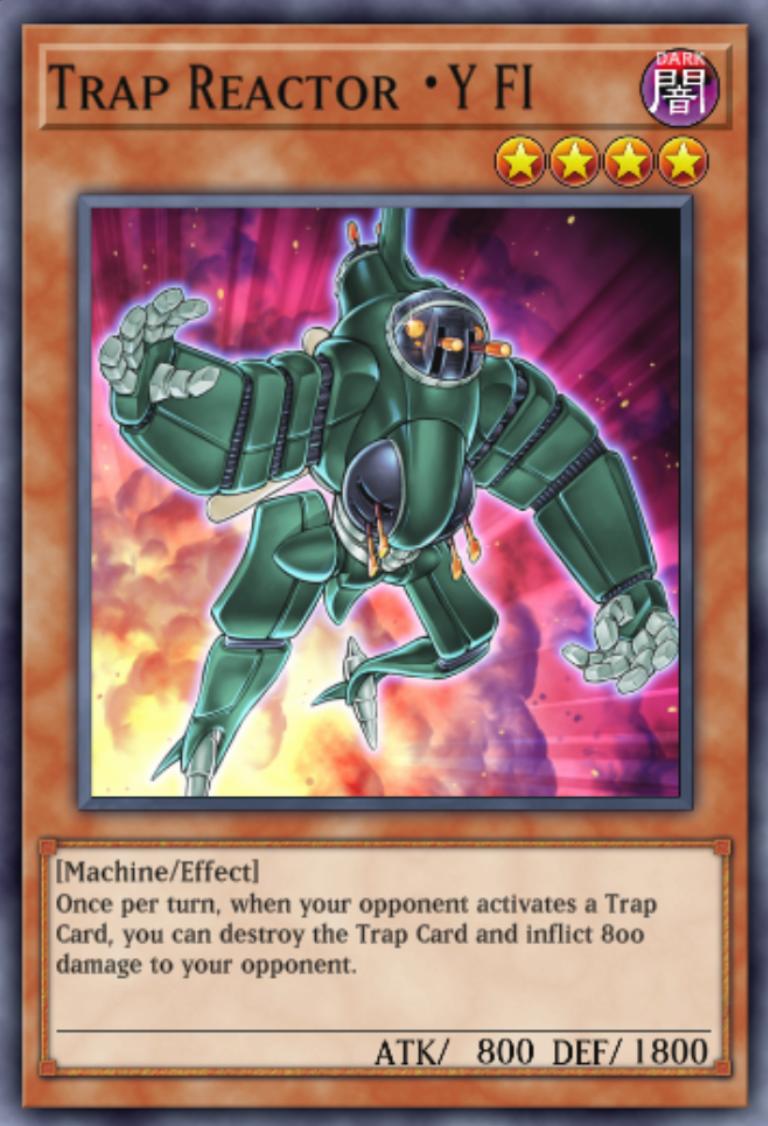 TRAP REACTOR •Y FI
DARK
闇
[Machine/Effect]
Once per turn, when your opponent activates a Trap
Card, you can destroy the Trap Card and inflict 800
damage to your opponent.
ATK/ 800 DEF/ 1800